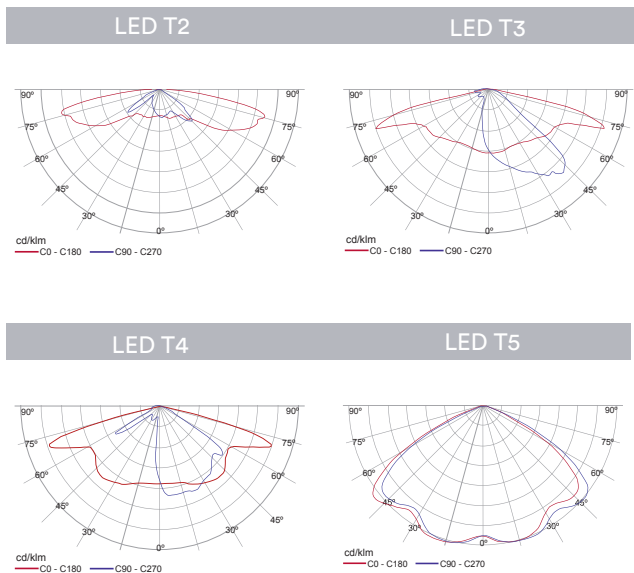 LED T2
90º 90º
75º 75º
60º 60º
45º 45º
30º 30º
0º
cd/klm
C0 - C180 C90 - C270
LED T3
90º 90º
75º 75º
60º 60º
45º 45º
30º 30º
0º
cd/klm
C0 - C180 C90 - C270
LED T4
90º 90º
75º 75º
60º 60º
45º 45º
30º 30º
0º
cd/klm
C0 - C180 C90 - C270
LED T5
90º 90º
75º 75º
60º 60º
45º 45º
30º 30º
0º
cd/klm
C0 - C180 C90 - C270